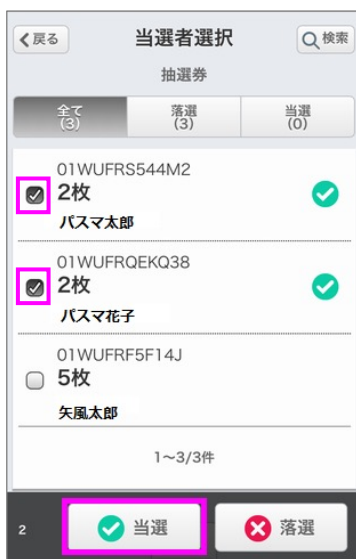 戻る
当選者選択
検索
抽選券
全て
(3)
落選
(3)
当選
(0)
01WUFRS544M2
2枚
パスマ太郎
01WUFRQEKQ38
2枚
パスマ花子
01WUFRF5F14J
5枚
矢風太郎
1~3/3件
2
当選
落選